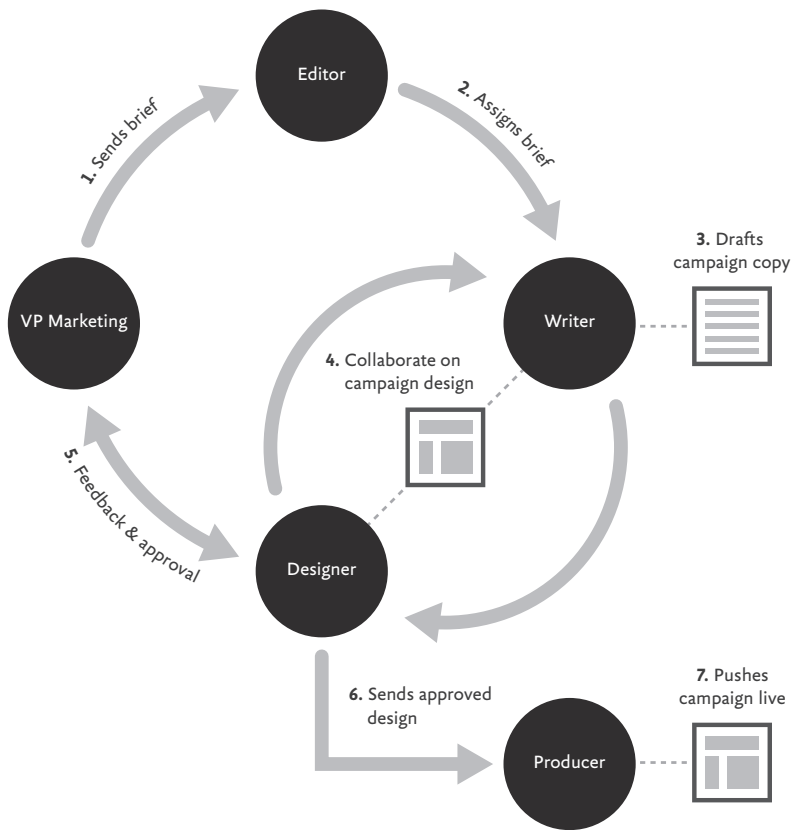 Editor
1. Sends brief
2. Assigns brief
VP Marketing
Writer
3. Drafts
campaign copy
4. Collaborate on
campaign design
5. Feedback & approval
Designer
6. Sends approved
design
Producer
7. Pushes
campaign live